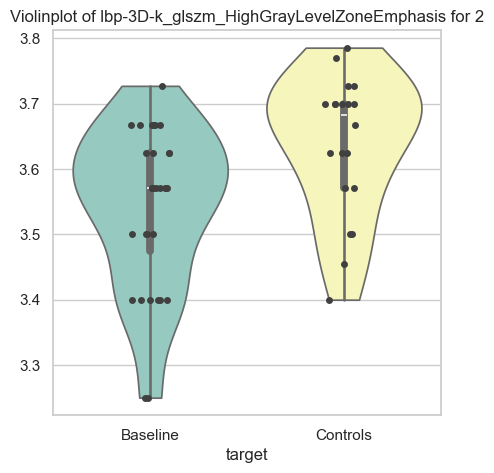 Violinplot of lbp-3D-k_glszm_HighGrayLevelZoneEmphasis for 2
3.8
3.7
3.6
3.5
3.4
3.3
Baseline Controls
target